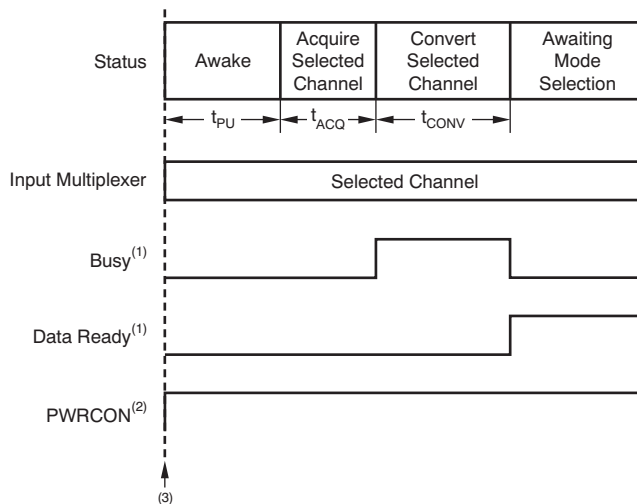 Status
Awake
Acquire
Selected
Channel
Convert
Selected
Channel
Awaiting
Mode
Selection
tPU
tACQ
tCONV
Input Multiplexer
Selected Channel
Busy(1)
Data Ready(1)
PWRCON(2)
(3)